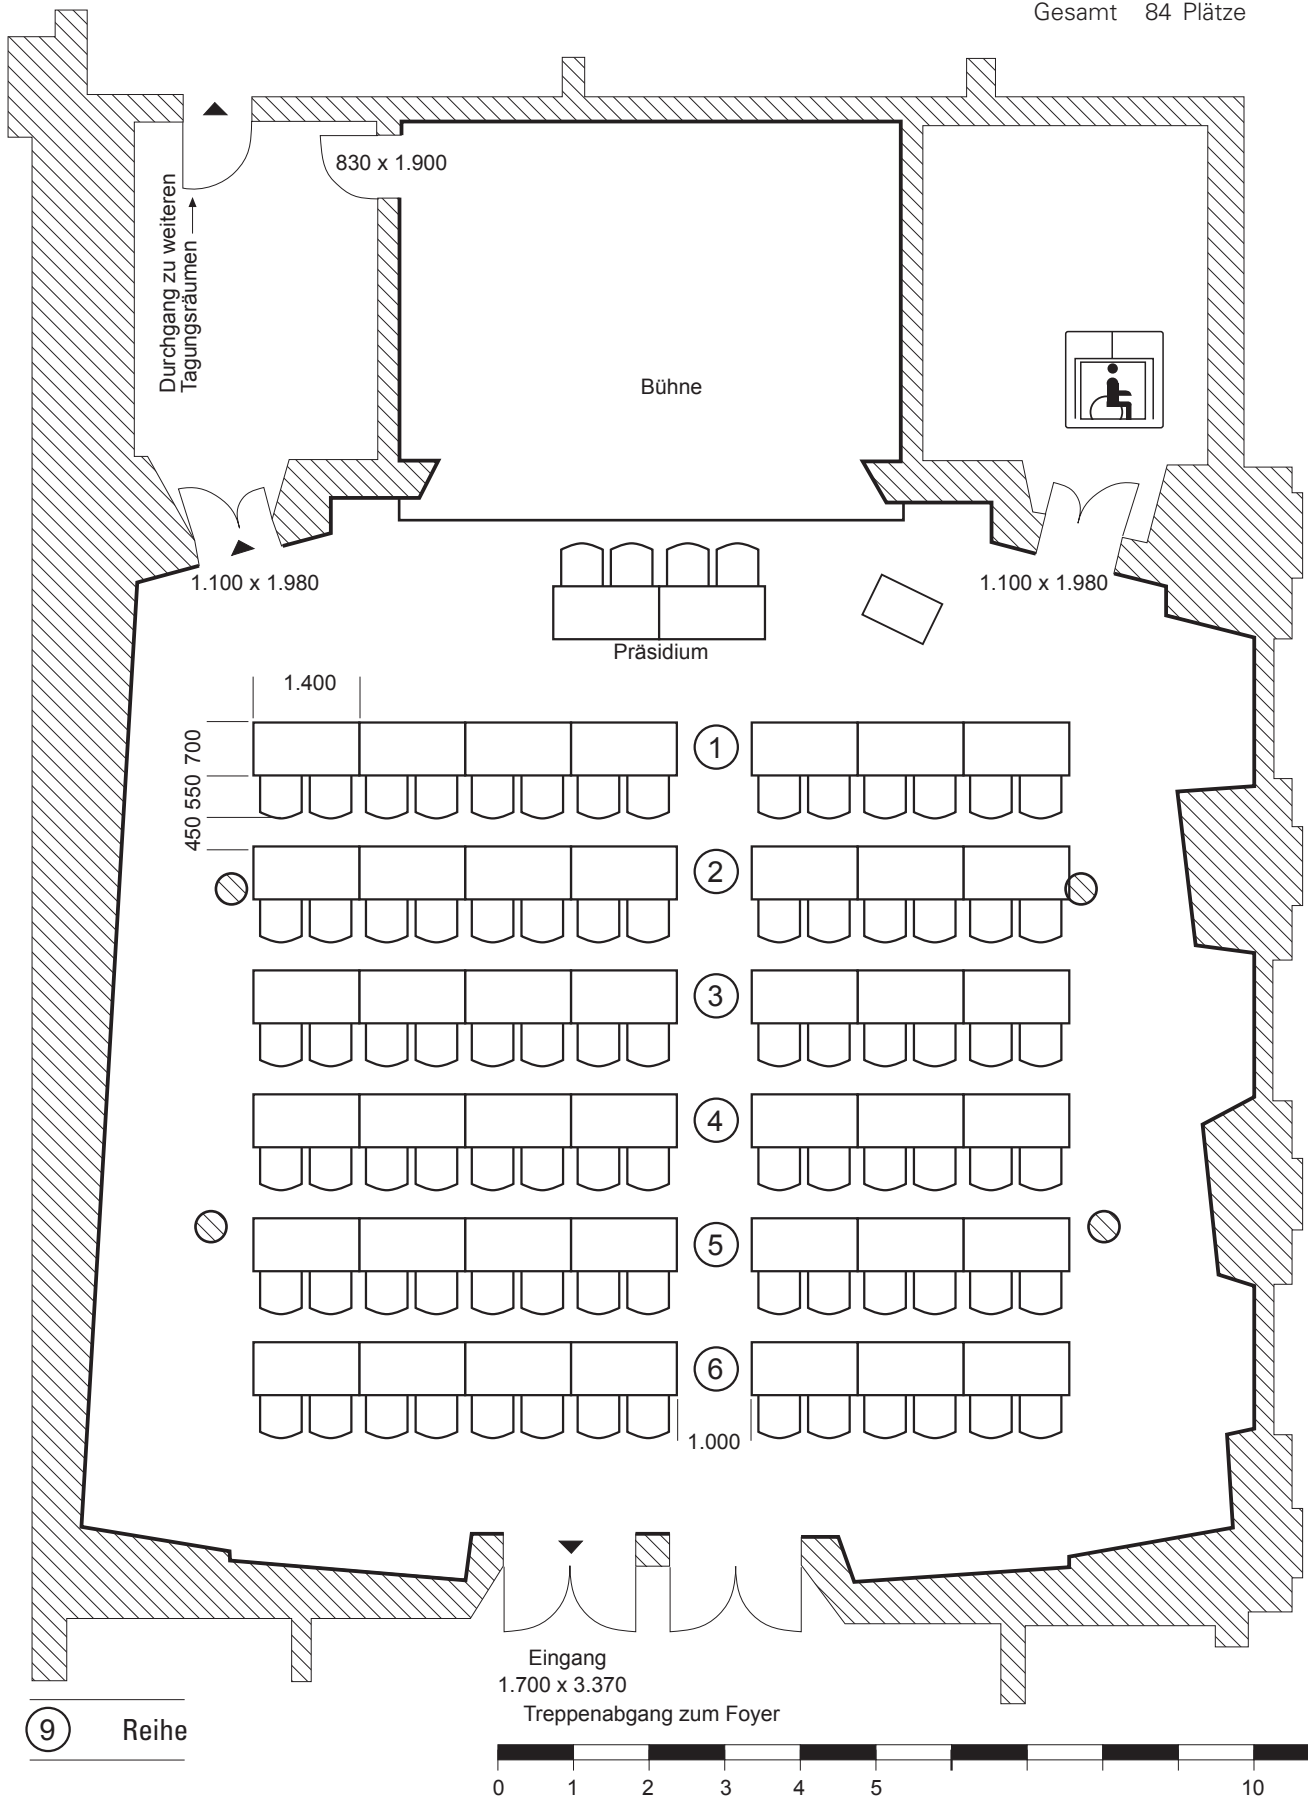 Gesamt 84 Plätze
830 x 1.900
Durchgang zu weiteren
Tagungsräumen
Bühne
1.100 x 1.980
1.100 x 1.980
Präsidium
1.400
700
550
450
1
2
3
4
5
6
1.000
Eingang
1.700 x 3.370
Treppenabgang zum Foyer
9 Reihe
0 1 2 3 4 5 10